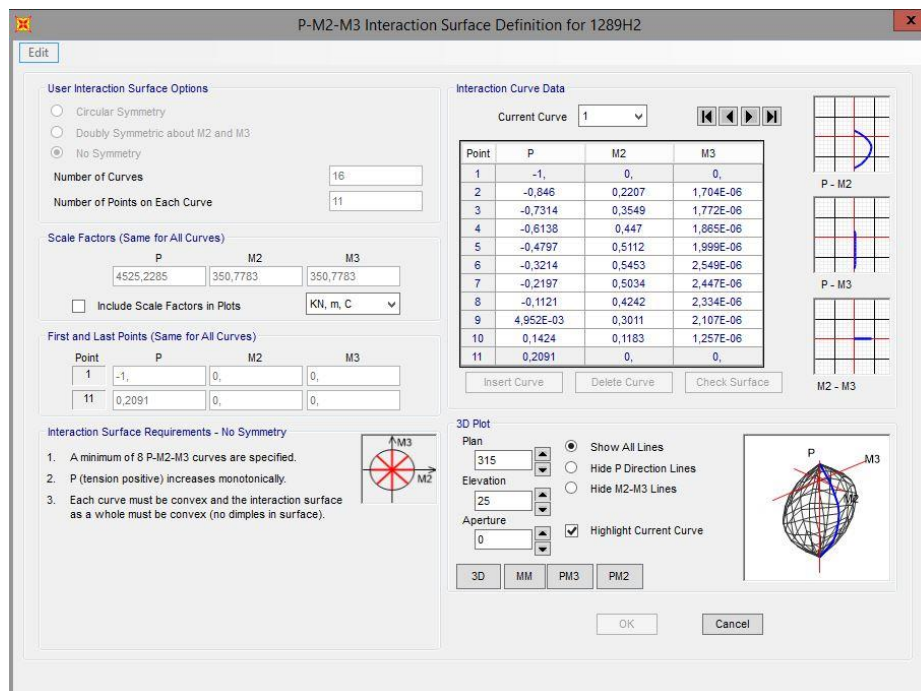 P-M2-M3 Interaction Surface Definition for 1289H2
x
Edit
User Interaction Surface Options
Circular Symmetry
Doubly Symmetric about M2 and M3
No Symmetry
Number of Curves 16
Number of Points on Each Curve 11
Scale Factors (Same for All Curves)
P M2 M3
4525,2285 350,7783 350,7783
Include Scale Factors in Plots KN, m, C
First and Last Points (Same for All Curves)
Point P M2 M3
1 -1, 0, 0,
11 0,2091 0, 0,
Interaction Surface Requirements - No Symmetry
1. A minimum of 8 P-M2-M3 curves are specified.
2. P (tension positive) increases monotonically.
3. Each curve must be convex and the interaction surface
as a whole must be convex (no dimples in surface).
M3
M2
Interaction Curve Data
Current Curve 1
Point P M2 M3
1 -1, 0, 0,
2 -0,846 0,2207 1,704E-06
3 -0,7314 0,3549 1,772E-06
4 -0,6138 0,447 1,865E-06
5 -0,4797 0,5112 1,999E-06
6 -0,3214 0,5453 2,549E-06
7 -0,2197 0,5034 2,447E-06
8 -0,1121 0,4242 2,334E-06
9 4,952E-03 0,3011 2,107E-06
10 0,1424 0,1183 1,257E-06
11 0,2091 0, 0,
Insert Curve Delete Curve Check Surface
P - M2
P - M3
M2 - M3
3D Plot
Plan
315
Elevation
25
Aperture
0
Show All Lines
Hide P Direction Lines
Hide M2-M3 Lines
Highlight Current Curve
3D MM PM3 PM2
P
M3
M2
OK Cancel